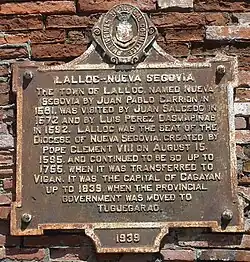 LALLOC-NUEVA SEGOVIA
THE TOWN OF LALLOC, NAMED NUEVA
SEGOVIA BY JUAN PABLO CARRION IN
1581, WAS VISITED BY JUAN SALCEDO IN
1572 AND BY LUIS PEREZ DASMARIÑAS
IN 1592. LALLOC WAS THE SEAT OF THE
DIOCESE OF NUEVA SEGOVIA, CREATED BY
POPE CLEMENT VIII ON AUGUST 15,
1595, AND CONTINUED TO BE SO UP TO
1755, WHEN IT WAS TRANSFERRED TO
VIGAN. IT WAS THE CAPITAL OF CAGAYAN
UP TO 1839, WHEN THE PROVINCIAL
GOVERNMENT WAS MOVED TO
TUGUEGARAO.
1939